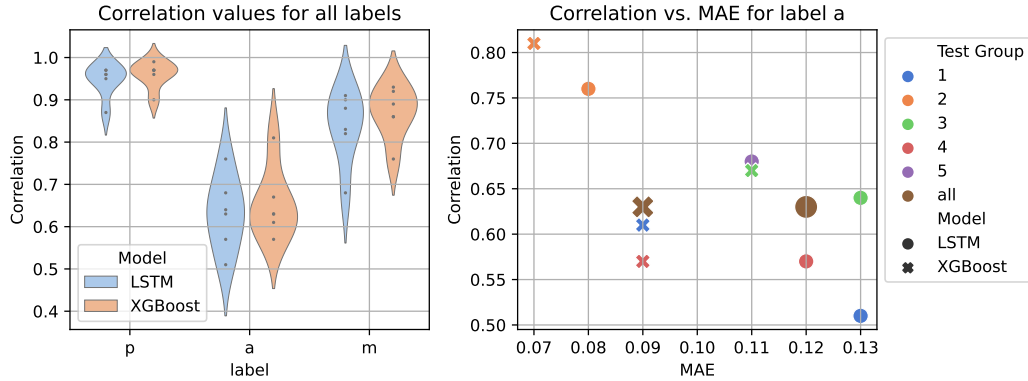 Correlation values for all labels
Correlation
1.0
0.9
0.8
0.7
0.6
0.5
0.4
Model
LSTM
XGBoost
p
a
m
label
Correlation vs. MAE for label a
Correlation
0.80
0.75
0.70
0.65
0.60
0.55
0.50
0.07
0.08
0.09
0.10
0.11
0.12
0.13
MAE
Test Group
1
2
3
4
5
all
Model
LSTM
XGBoost